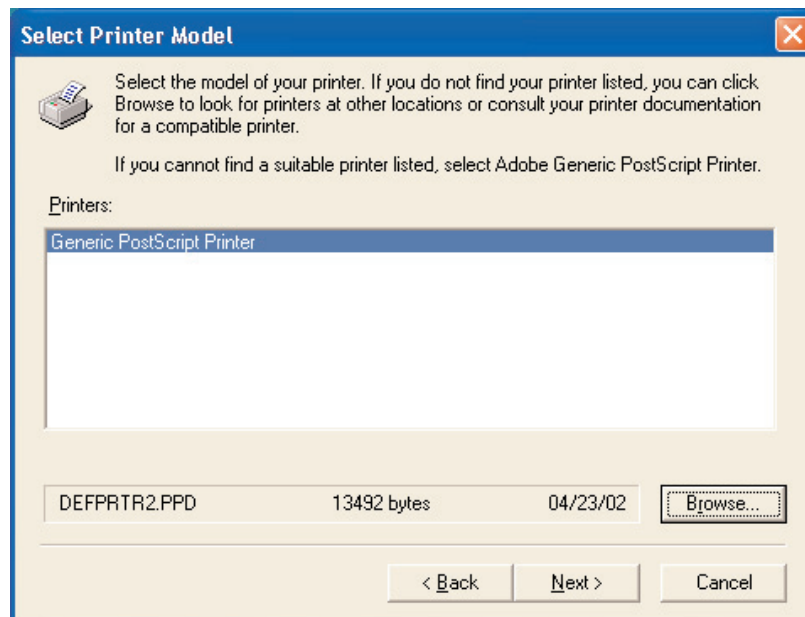 Select Printer Model
Select the model of your printer. If you do not find your printer listed, you can click
Browse to look for printers at other locations or consult your printer documentation
for a compatible printer.
If you cannot find a suitable printer listed, select Adobe Generic PostScript Printer.
Printers:
Generic PostScript Printer
DEFPRTR2.PPD 13492 bytes 04/23/02 Browse...
< Back Next > Cancel